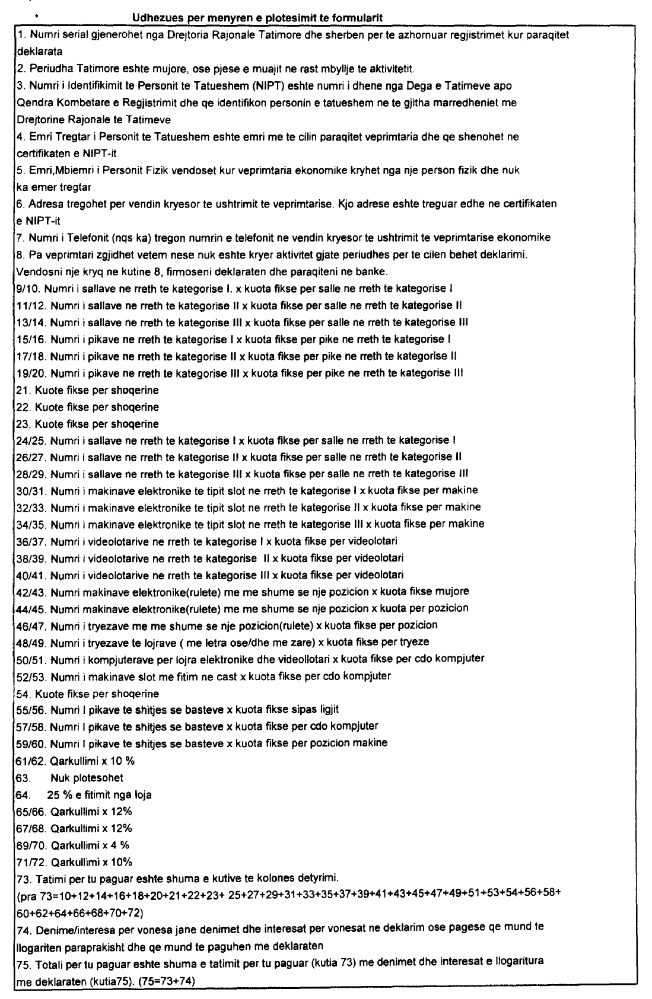 Udhezues per menyren e plotesimit te formularit
1. Numri serial gjenerohet nga Drejtoria Rajonale Tatimore dhe sherben per te azhornuar regjistrimet kur paraqitet
deklarata
2. Periudha Tatimore eshte mujore, ose pjese e muajit ne rast mbylljje te aktivitetit.
3. Numri i Identifikimit te Personit te Tatueshem (NIPT) eshte numri i dhene nga Dega e Tatimeve apo
Qendra Kombetare e Regjistrimit dhe qe identifikon personin e tatueshem ne te gjitha marredheniet me
Drejtorine Rajonale te Tatimeve
4. Emri Tregtar i Personit te Tatueshem eshte emri me te cilin paraqitet veprimtaria dhe qe shenohet ne
certifikaten e NIPT-it
5. Emri,Mbiemri i Personit Fizik vendoset kur veprimtaria ekonomike kryhet nga nje person fizik dhe nuk
ka emer tregtar
6. Adresa tregohet per vendin kryesor te ushtrimit te veprimtarise. Kjo adrese eshte treguar edhe ne certifikaten
e NIPT-it
7. Numri i Telefonit (nqs ka) tregon numrin e telefonit ne vendin kryesor te ushtrimit te veprimtarise ekonomike
8. Pa veprimtari zgjidhet vetem nese nuk eshte kryer aktivitet gjate periudhes per te cilen behet deklarimi.
Vendosni nje kryq ne kutine 8, firmoseni deklaraten dhe paraqiteni ne banke.
9/10. Numri i sallave ne rreth te kategorise I. x kuota fikse per salle ne rreth te kategorise I
11/12. Numri i sallave ne rreth te kategorise II x kuota fikse per salle ne rreth te kategorise II
13/14. Numri i sallave ne rreth te kategorise III x kuota fikse per salle ne rreth te kategorise III
15/16. Numri i pikave ne rreth te kategorise I x kuota fikse per pike ne rreth te kategorise I
17/18. Numri i pikave ne rreth te kategorise II x kuota fikse per pike ne rreth te kategorise II
19/20. Numri i pikave ne rreth te kategorise III x kuota fikse per pike ne rreth te kategorise III
21. Kuote fikse per shoqerine
22. Kuote fikse per shoqerine
23. Kuote fikse per shoqerine
24/25. Numri i sallave ne rreth te kategorise I x kuota fikse per salle ne rreth te kategorise I
26/27. Numri i sallave ne rreth te kategorise II x kuota fikse per salle ne rreth te kategorise II
28/29. Numri i sallave ne rreth te kategorise III x kuota fikse per salle ne rreth te kategorise III
30/31. Numri i makinave elektronike te tipit slot ne rreth te kategorise I x kuota fikse per makine
32/33. Numri i makinave elektronike te tipit slot ne rreth te kategorise II x kuota fikse per makine
34/35. Numri i makinave elektronike te tipit slot ne rreth te kategorise III x kuota fikse per makine
36/37. Numri i videolotarive ne rreth te kategorise I x kuota fikse per videolotari
38/39. Numri i videolotarive ne rreth te kategorise II x kuota fikse per videolotari
40/41. Numri i videolotarive ne rreth te kategorise III x kuota fikse per videolotari
42/43. Numri makinave elektronike(rulete) me me shume se nje pozicion x kuota fikse mujore
44/45. Numri makinave elektronike(rulete) me me shume se nje pozicion x kuota per pozicion
46/47. Numri i tryezave me me shume se nje pozicion(rulete) x kuota fikse per pozicion
48/49. Numri i tryezave te lojrave ( me letra ose/dhe me zare) x kuota fikse per tryeze
50/51. Numri i kompjuterave per lojra elektronike dhe videollotari x kuota fikse per cdo kompjuter
52/53. Numri i makinave slot me fitim ne cast x kuota fikse per cdo kompjuter
54. Kuote fikse per shoqerine
55/56. Numri I pikave te shitjes se basteve x kuota fikse sipas ligjit
57/58. Numri I pikave te shitjes se basteve x kuota fikse per cdo kompjuter
59/60. Numri I pikave te shitjes se basteve x kuota fikse per pozicion makine
61/62. Qarkullimi x 10 %
63. Nuk plotesohet
64. 25 % e fitimit nga loja
65/66. Qarkullimi x 12%
67/68. Qarkullimi x 12%
69/70. Qarkullimi x 4 %
71/72. Qarkullimi x 10%
73. Tatimi per tu paguar eshte shuma e kutive te kolones detyrimi.
(pra 73=10+12+14+16+18+20+21+22+23+ 25+27+29+31+33+35+37+39+41+43+45+47+49+51+53+54+56+58+
60+62+64+66+68+70+72)
74. Denime/interesa per vonesa jane denimet dhe interesat per vonesat ne deklarim ose pagese qe mund te
llogariten paraprakisht dhe qe mund te paguhen me deklaraten
75. Totali per tu paguar eshte shuma e tatimit per tu paguar (kutia 73) me denimet dhe interesat e llogaritura
me deklaraten (kutia75). (75=73+74)